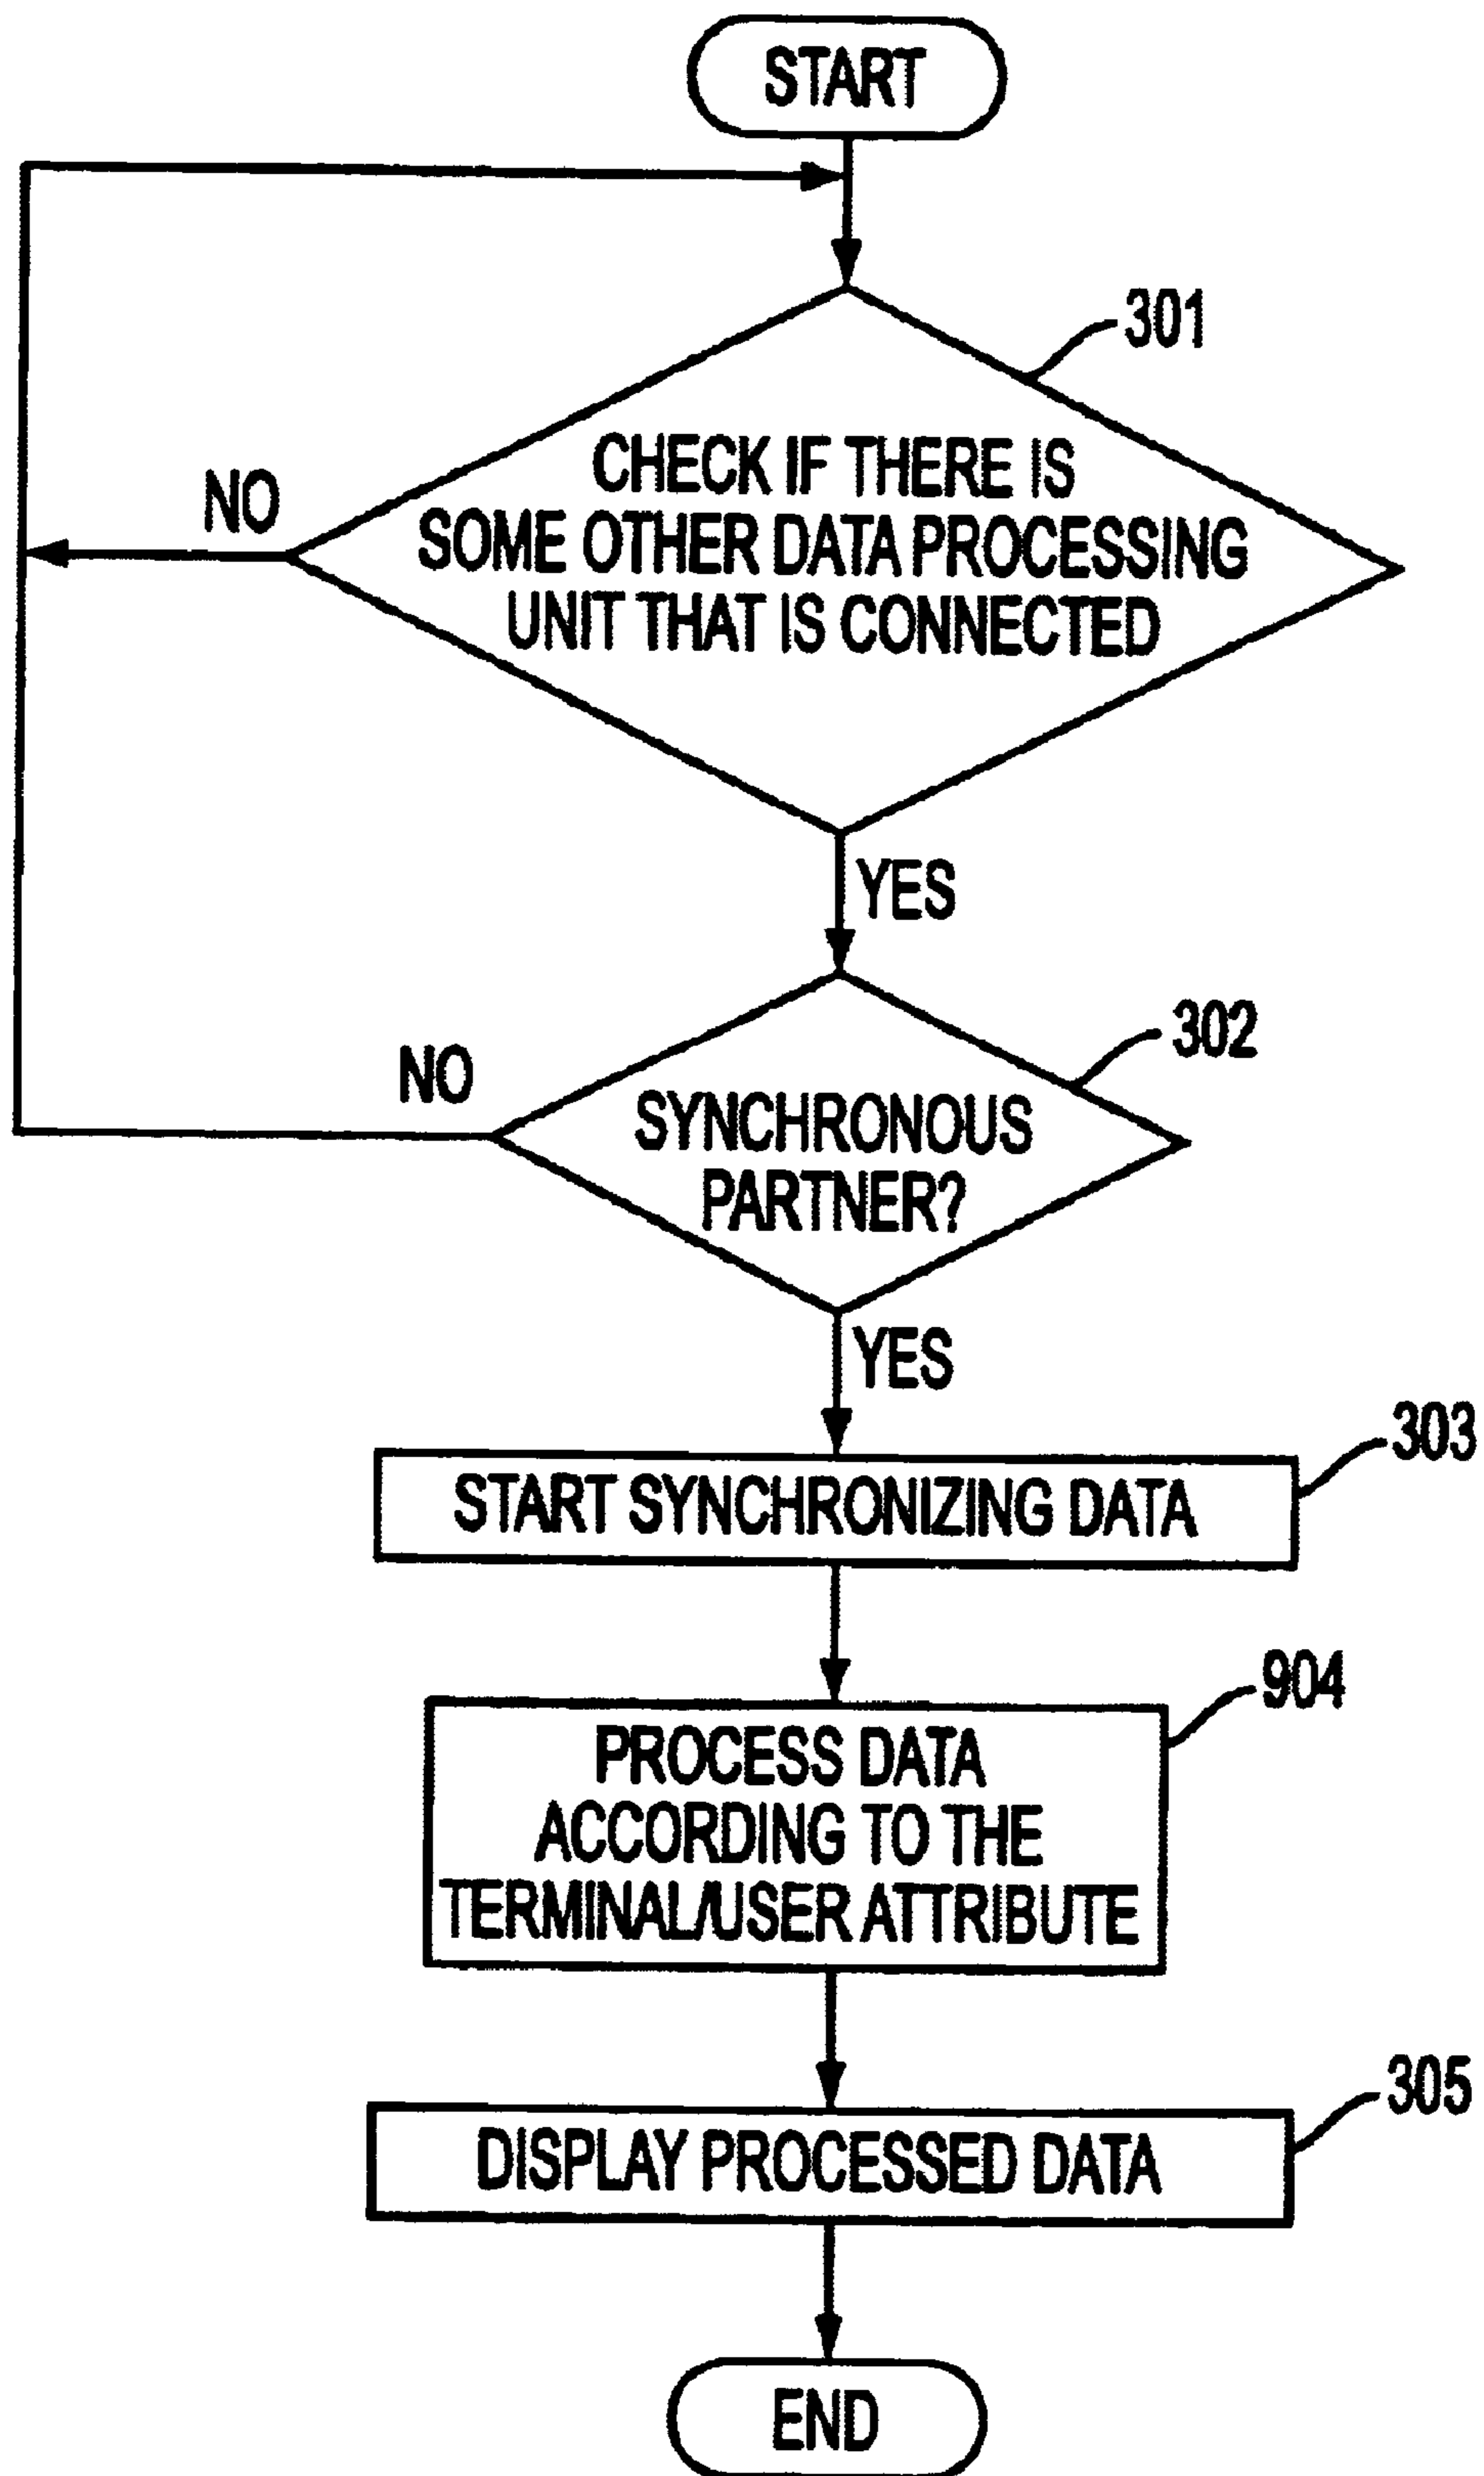 START
301
CHECK IF THERE IS
SOME OTHER DATA PROCESSING
UNIT THAT IS CONNECTED
NO
YES
302
NO
SYNCHRONOUS
PARTNER?
YES
303
START SYNCHRONIZING DATA
904
PROCESS DATA
ACCORDING TO THE
TERMINAL/USER ATTRIBUTE
305
DISPLAY PROCESSED DATA
END